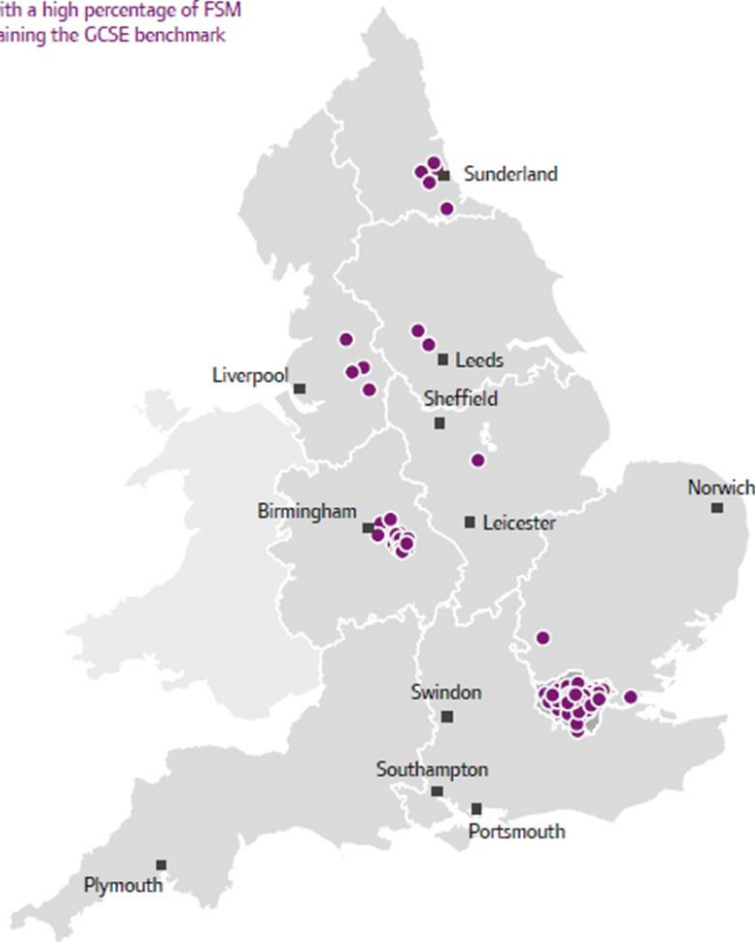 with a high percentage of FSM
aining the GCSE benchmark
Sunderland
Leeds
Liverpool
Sheffield
Norwich
Birmingham
Leicester
Swindon
Southampton
Portsmouth
Plymouth